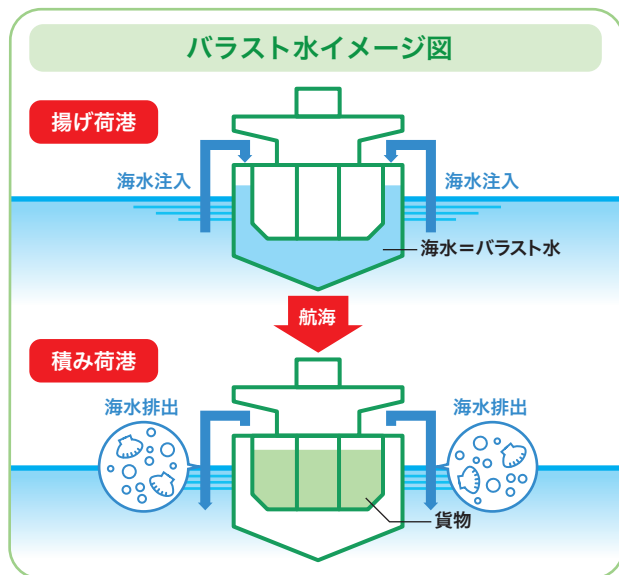 バラスト水イメージ図
揚げ荷港
海水注入
海水注入
海水＝バラスト水
航海
積み荷港
海水排出
海水排出
貨物